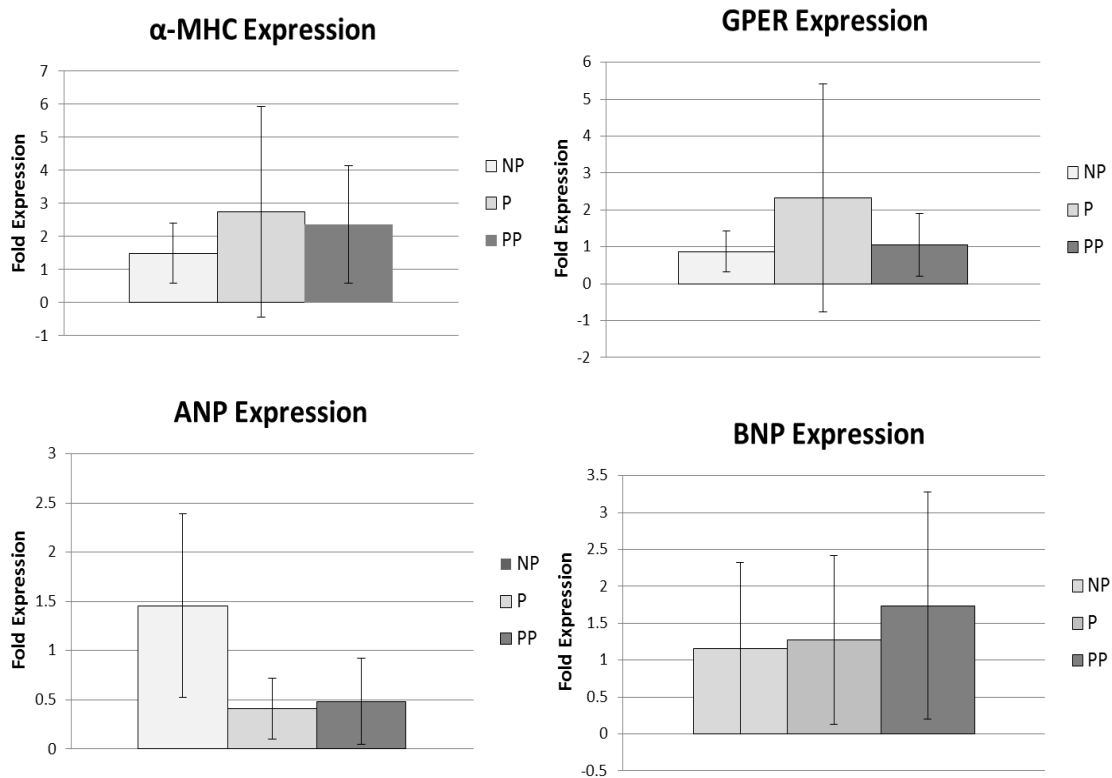 α-MHC Expression
7
6
5
4
3
2
1
0
-1
Fold Expression
NP
P
PP
GPER Expression
6
5
4
3
2
1
0
-1
-2
Fold Expression
NP
P
PP
ANP Expression
3
2.5
2
1.5
1
0.5
0
Fold Expression
NP
P
PP
BNP Expression
3.5
3
2.5
2
1.5
1
0.5
0
-0.5
Fold Expression
NP
P
PP